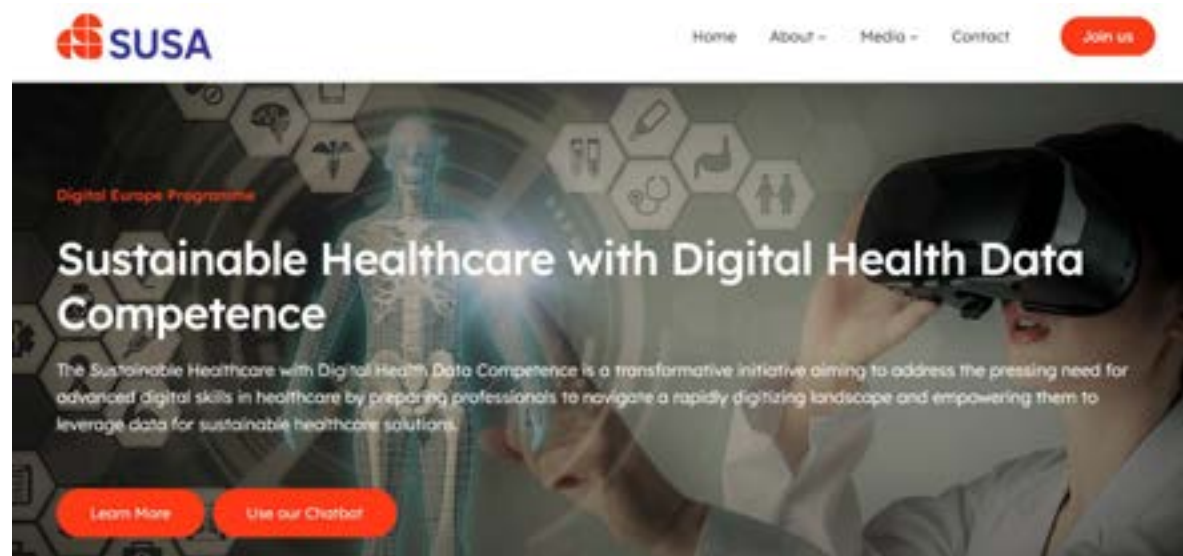 SUSA
Home About Media Contact Join us
Digital Europe Programme
Sustainable Healthcare with Digital Health Data
Competence
The Sustainable Healthcare with Digital Health Data Competence is a transformative initiative aiming to address the pressing need for
advanced digital skills in healthcare by preparing professionals to navigate a rapidly digitizing landscape and empowering them to
leverage data for sustainable healthcare solutions.
Learn More Use our Chatbot